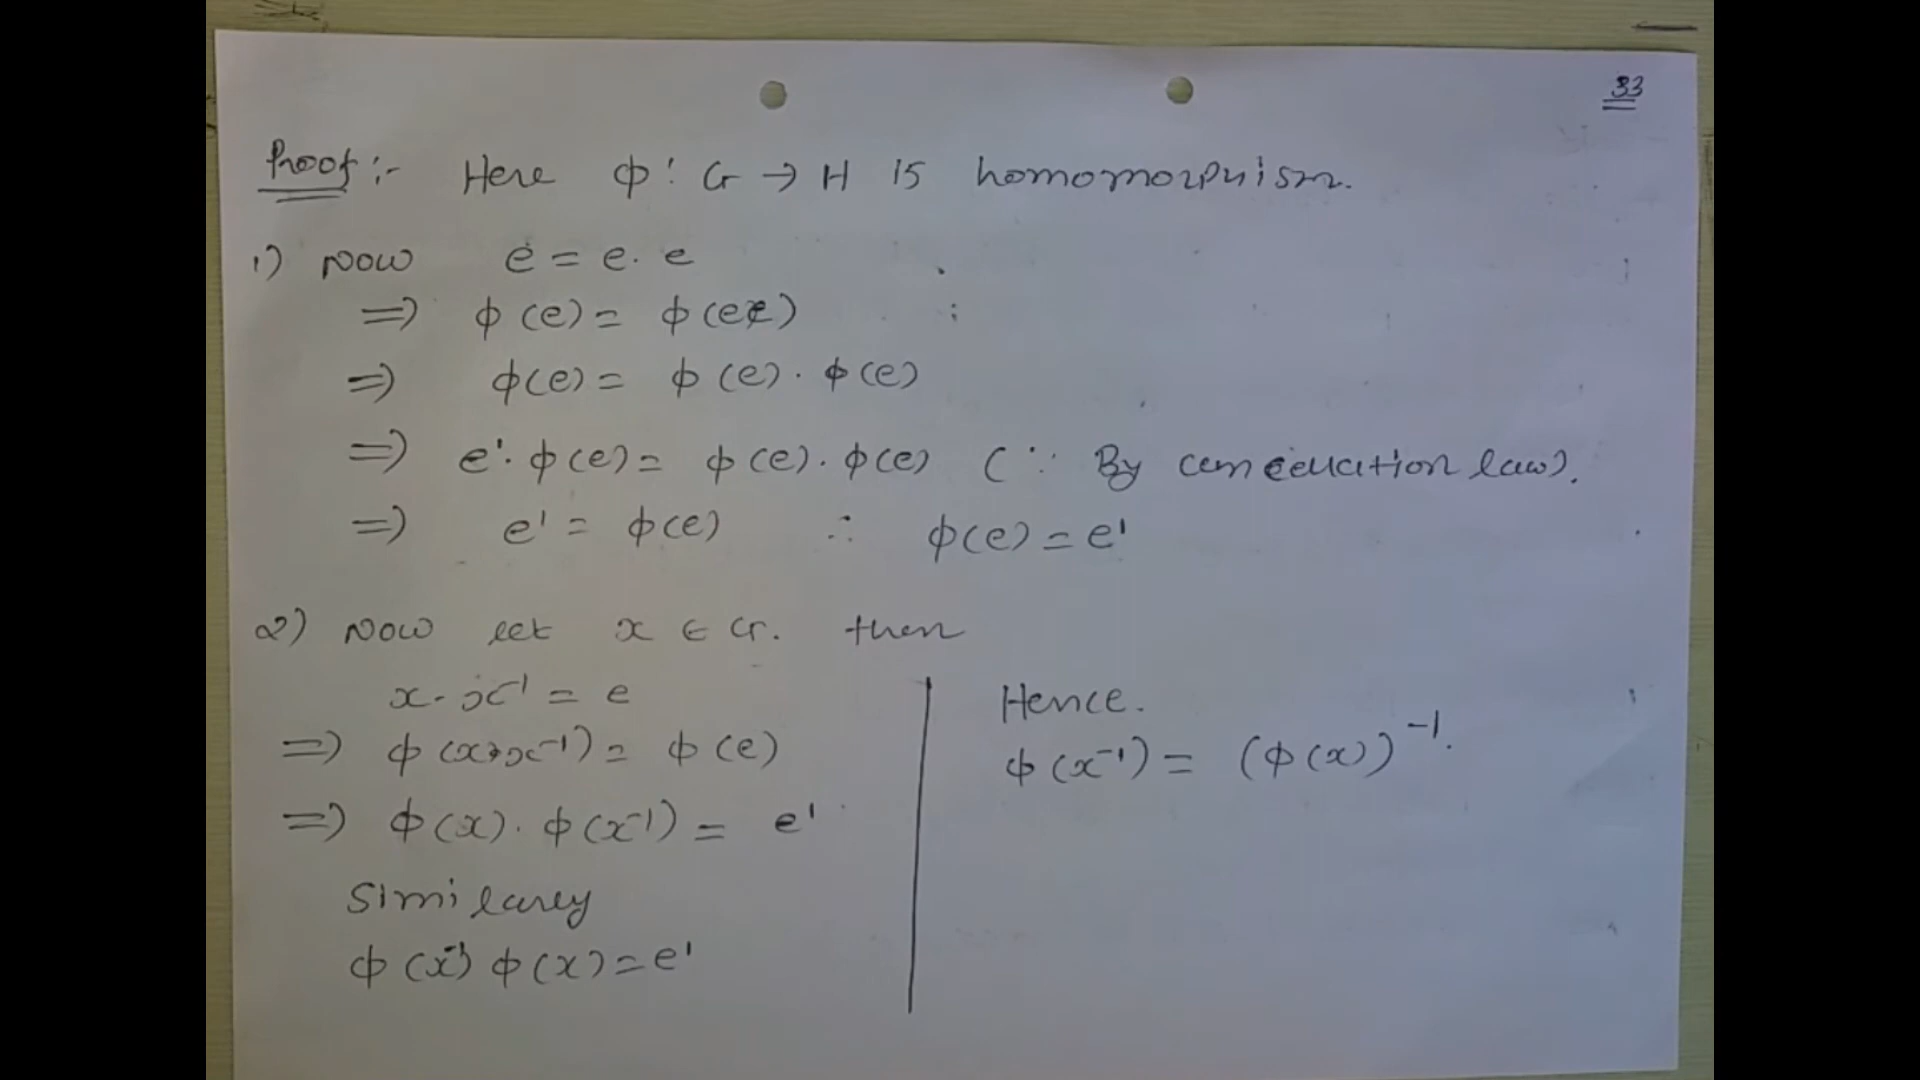 33
Proof :- Here ϕ : G → H is homomorphism.
1) Now e = e. e
⇒ ϕ(e) = ϕ(ee)
⇒ ϕ(e) = ϕ(e). ϕ(e)
⇒ e'. ϕ(e) = ϕ(e). ϕ(e) (∵ By cancellation law).
⇒ e' = ϕ(e) ∴ ϕ(e) = e'
2) Now let x ∈ G. then
x. x⁻¹ = e
⇒ ϕ(x·x⁻¹) = ϕ(e)
⇒ ϕ(x). ϕ(x⁻¹) = e'
Similarly
ϕ(x⁻¹) ϕ(x) = e'
Hence.
ϕ(x⁻¹) = (ϕ(x))⁻¹.